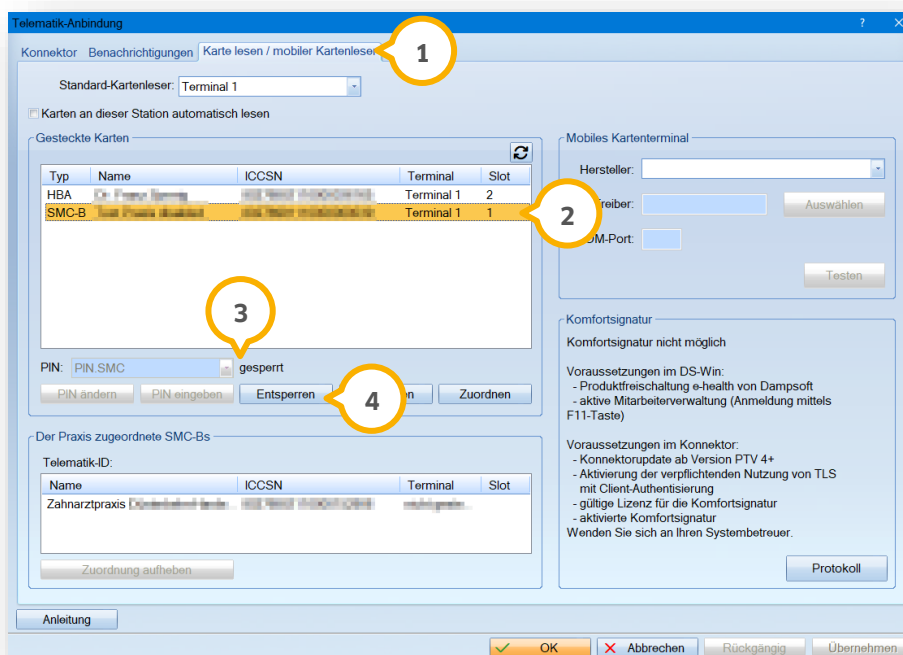 Telematik-Anbindung
Konnektor Benachrichtigungen Karte lesen / mobiler Kartenleser
1
Standard-Kartenleser: Terminal 1
Karten an dieser Station automatisch lesen
Gesteckte Karten
Typ Name ICCSN Terminal Slot
HBA Terminal 1 2
SMC-B Terminal 1 1
2
3
PIN: PIN.SMC gesperrt
PIN ändern PIN eingeben Entsperren Zuordnen
4
Der Praxis zugeordnete SMC-Bs
Telematik-ID:
Name ICCSN Terminal Slot
Zahnarztpraxis
Zuordnung aufheben
Mobiles Kartenterminal
Hersteller:
Treiber: Auswählen
OM-Port:
Testen
Komfortsignatur
Komfortsignatur nicht möglich
Voraussetzungen im DS-Win:
- Produktfreischaltung e-health von Dampsoft
- aktive Mitarbeiterverwaltung (Anmeldung mittels
F11-Taste)
Voraussetzungen im Konnektor:
- Konnektorupdate ab Version PTV 4+
- Aktivierung der verpflichtenden Nutzung von TLS
mit Client-Authentisierung
- gültige Lizenz für die Komfortsignatur
- aktivierte Komfortsignatur
Wenden Sie sich an Ihren Systembetreuer.
Protokoll
Anleitung
OK Abbrechen Rückgängig Übernehmen